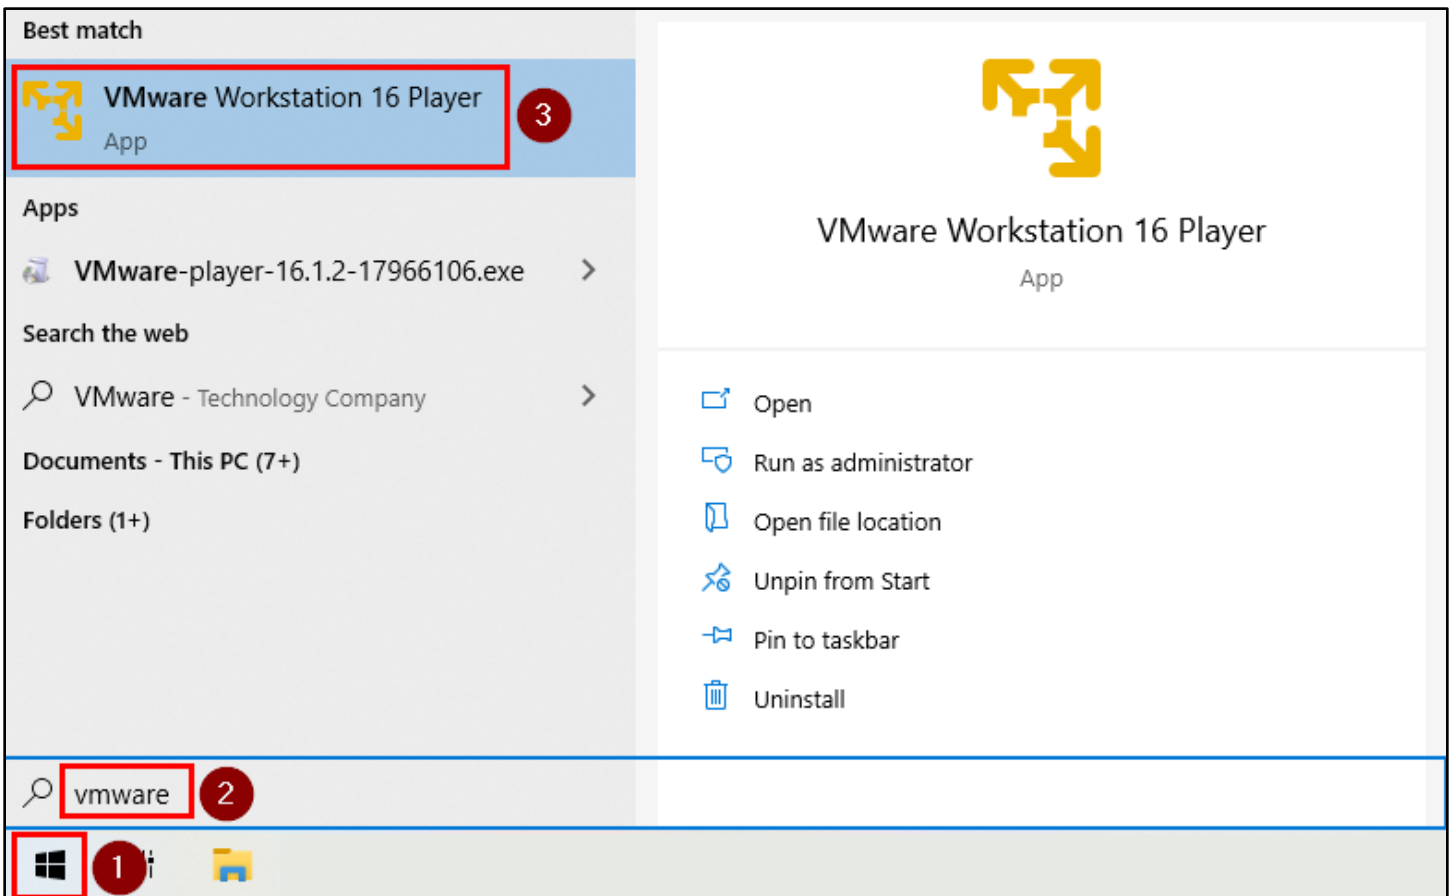 Best match
VMware Workstation 16 Player
App
3
Apps
VMware-player-16.1.2-17966106.exe
Search the web
VMware - Technology Company
Documents - This PC (7+)
Folders (1+)
VMware Workstation 16 Player
App
Open
Run as administrator
Open file location
Unpin from Start
Pin to taskbar
Uninstall
vmware
2
1